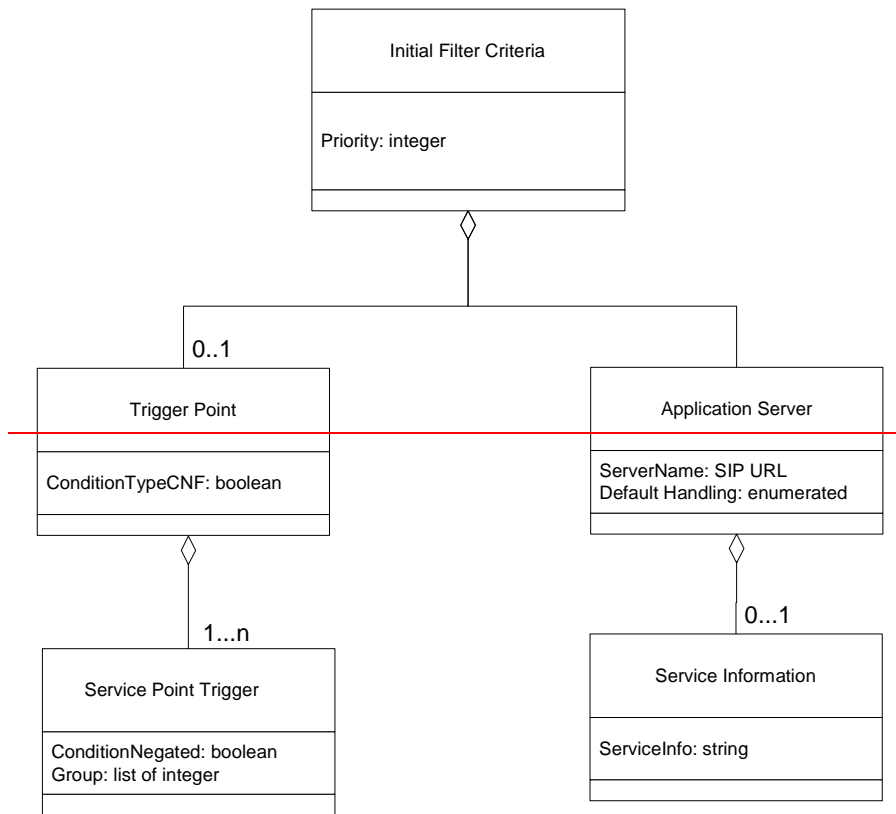 Initial Filter Criteria
Priority: integer
0..1
Trigger Point
Application Server
ConditionTypeCNF: boolean
ServerName: SIP URL
Default Handling: enumerated
1...n
0...1
Service Point Trigger
Service Information
ConditionNegated: boolean
Group: list of integer
ServiceInfo: string